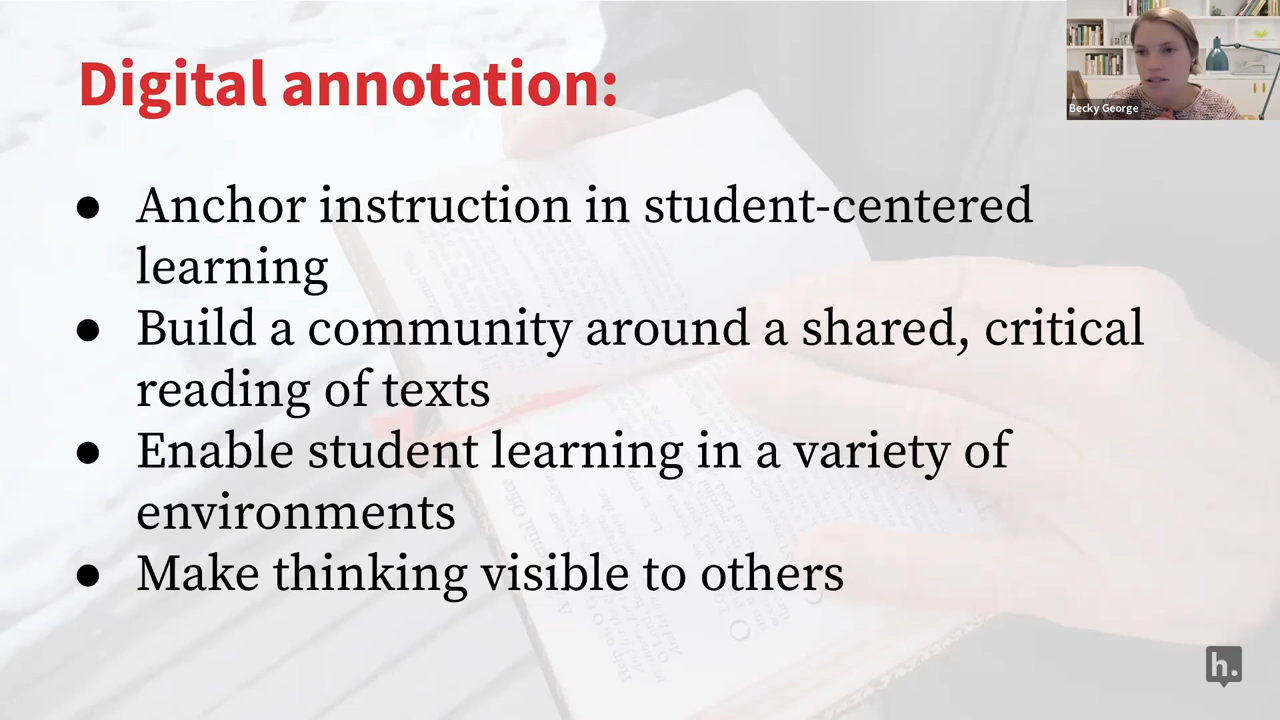 Digital annotation:
Becky George
● Anchor instruction in student-centered
learning
● Build a community around a shared, critical
reading of texts
● Enable student learning in a variety of
environments
● Make thinking visible to others
h.